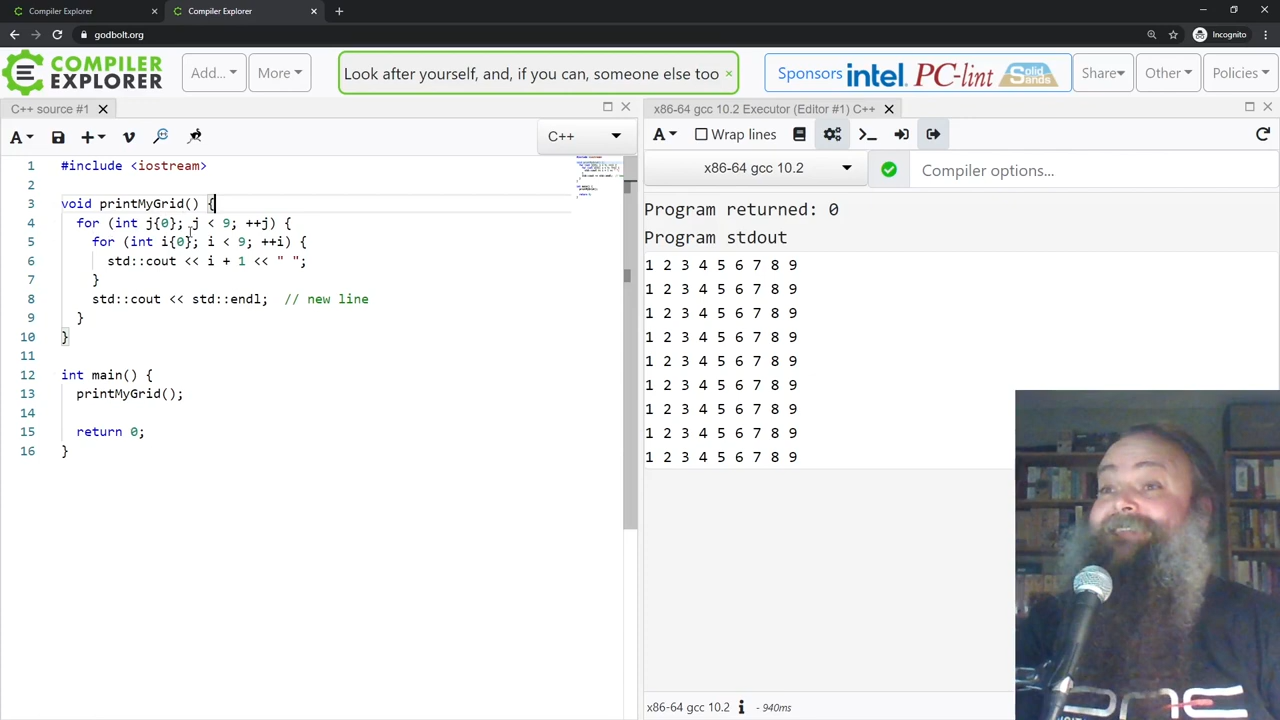 Compiler Explorer
Compiler Explorer
godbolt.org
Incognito
COMPILER
EXPLORER
Add...
More
Look after yourself, and, if you can, someone else too ×
Sponsors intel. PC-lint Solid Sands
Share
Other
Policies
C++ source #1
A
C++
1 #include <iostream>
2
3 void printMyGrid() {
4 for (int j{0}; j < 9; ++j) {
5 for (int i{0}; i < 9; ++i) {
6 std::cout << i + 1 << " ";
7 }
8 std::cout << std::endl;  // new line
9 }
10 }
11
12 int main() {
13 printMyGrid();
14
15 return 0;
16 }
x86-64 gcc 10.2 Executor (Editor #1) C++
A
Wrap lines
x86-64 gcc 10.2
Compiler options...
Program returned: 0
Program stdout
1 2 3 4 5 6 7 8 9
1 2 3 4 5 6 7 8 9
1 2 3 4 5 6 7 8 9
1 2 3 4 5 6 7 8 9
1 2 3 4 5 6 7 8 9
1 2 3 4 5 6 7 8 9
1 2 3 4 5 6 7 8 9
1 2 3 4 5 6 7 8 9
1 2 3 4 5 6 7 8 9
x86-64 gcc 10.2 i - 940ms